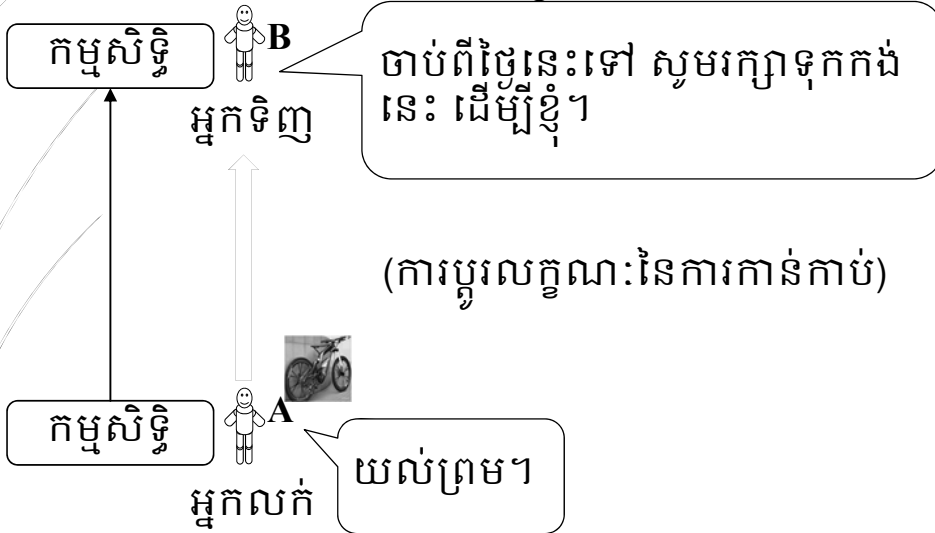 កម្មសិទ្ធិ
B
អ្នកទិញ
ចាប់ពីថ្ងៃនេះទៅ សូមរក្សាទុកកង់
នេះ ដើម្បីខ្ញុំ។
(ការប្តូរលក្ខណៈនៃការកាន់កាប់)
កម្មសិទ្ធិ
A
អ្នកលក់
យល់ព្រម។